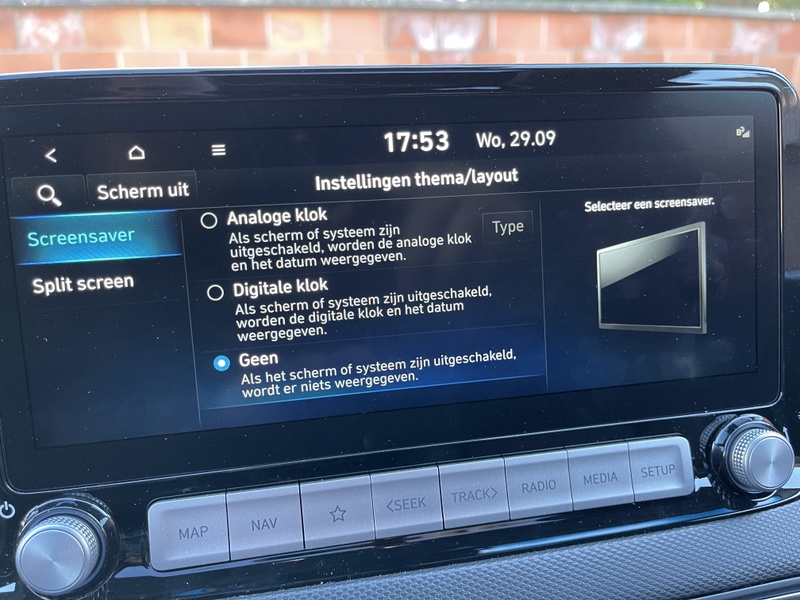 17:53 Wo, 29.09
Scherm uit
Instellingen thema/layout
Screensaver
Split screen
Analoge klok
Als scherm of systeem zijn
uitgeschakeld, worden de analoge klok
en het datum weergegeven.
Type
Digitale klok
Als scherm of systeem zijn uitgeschakeld,
worden de digitale klok en het datum
weergegeven.
Geen
Als het scherm of systeem zijn uitgeschakeld,
wordt er niets weergegeven.
Selecteer een screensaver.
MAP NAV <SEEK TRACK> RADIO MEDIA SETUP